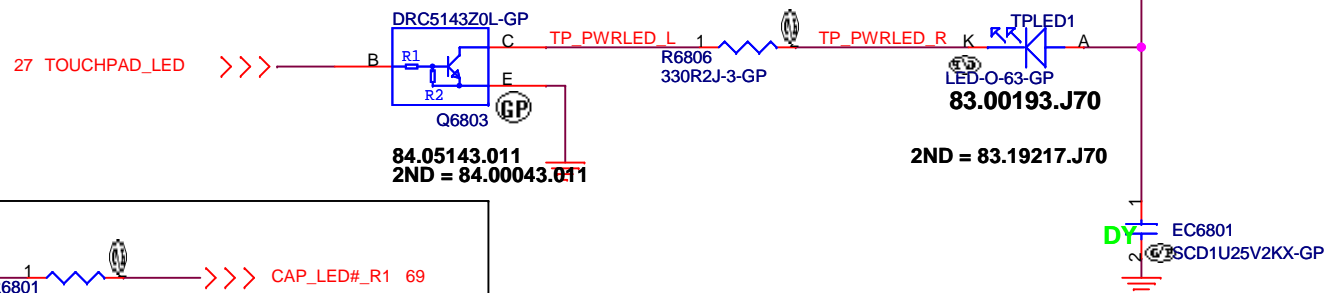 DRC5143Z0L-GP
TPLED1
C TP_PWRLED_L 1 TP_PWRLED_R K A
R6806
330R2J-3-GP
27 TOUCHPAD_LED B R1
R2
E
LED-O-63-GP
83.00193.J70
GP
Q6803
84.05143.011
2ND = 84.00043.011
2ND = 83.19217.J70
1
DY
EC6801
2
SCD1U25V2KX-GP
1
6801
CAP_LED#_R1 69